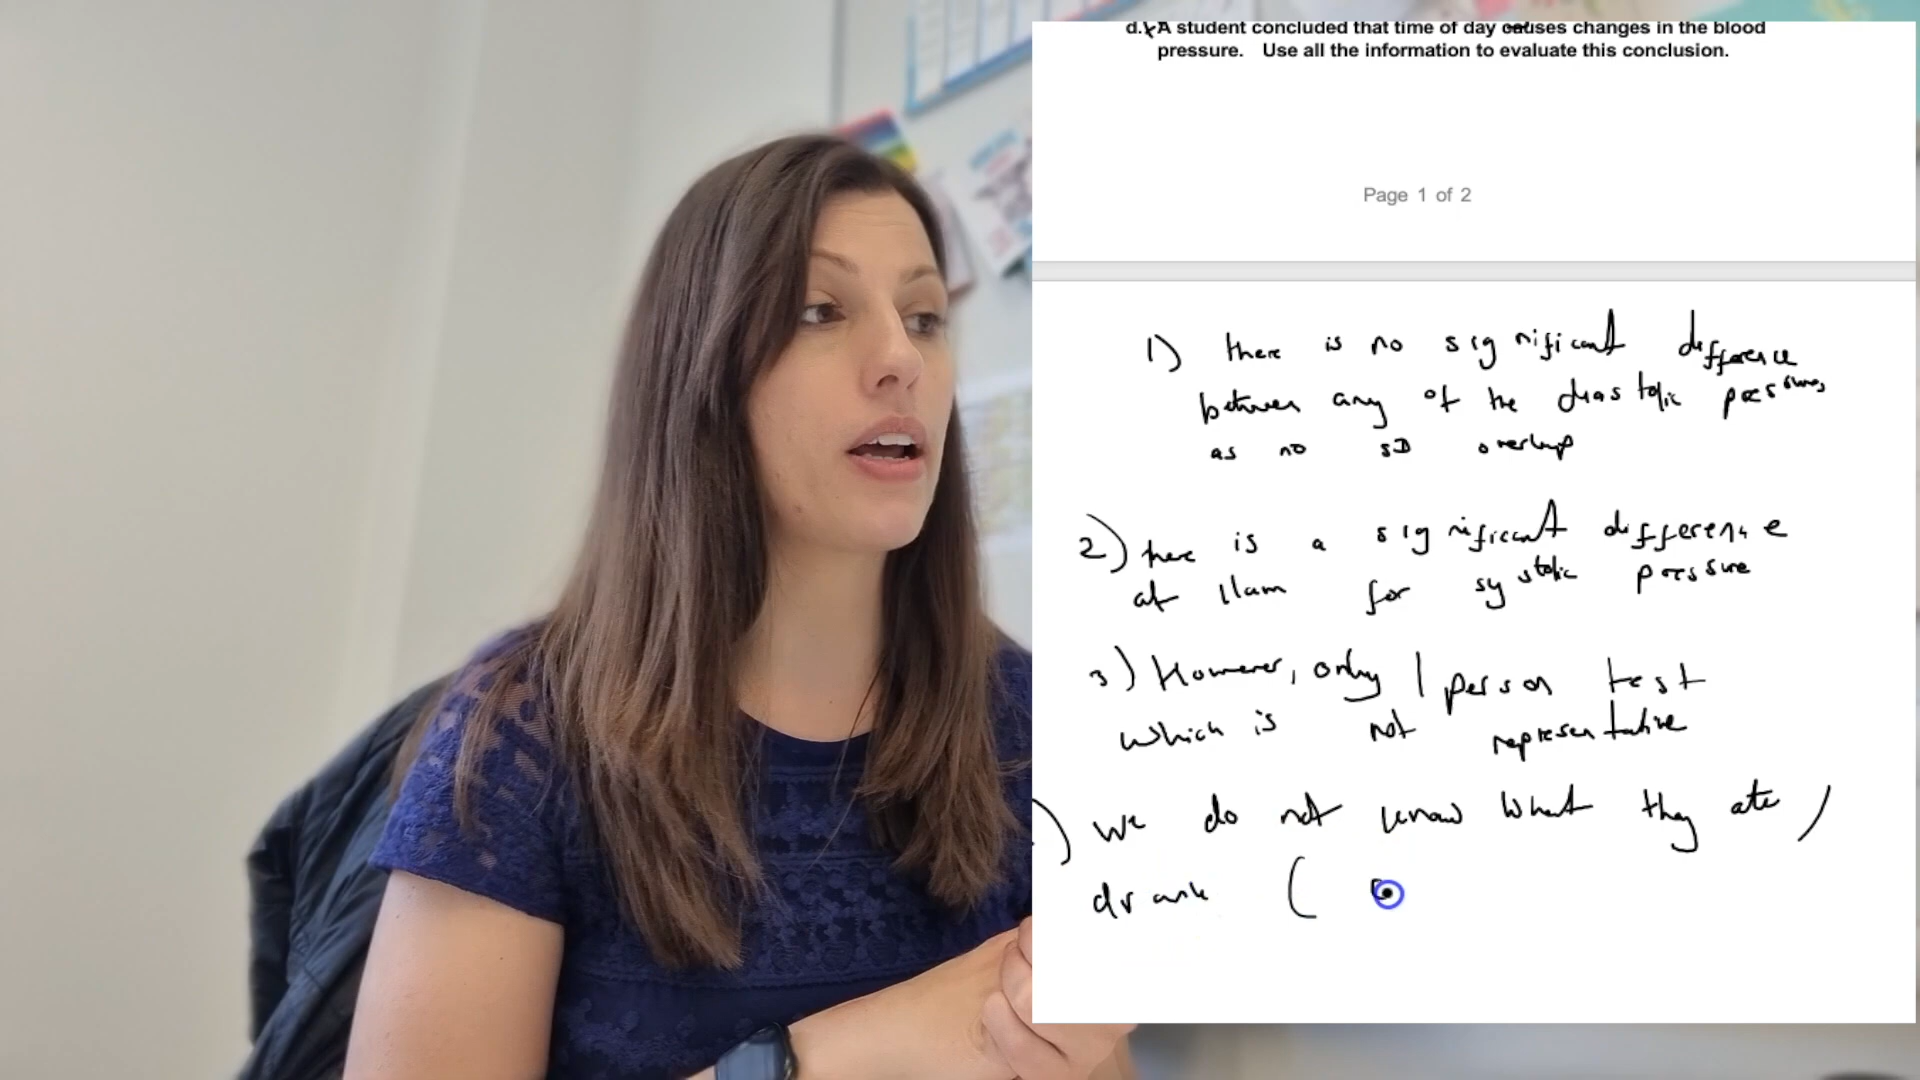 d. A student concluded that time of day causes changes in the blood
pressure. Use all the information to evaluate this conclusion.
Page 1 of 2
1) there is no significant difference
between any of the diastolic pressures
as no SD overlap
2) there is a significant difference
at 11am for systolic pressure
3) However, only 1 person test
which is not representative
) we do not know what they ate /
drank (